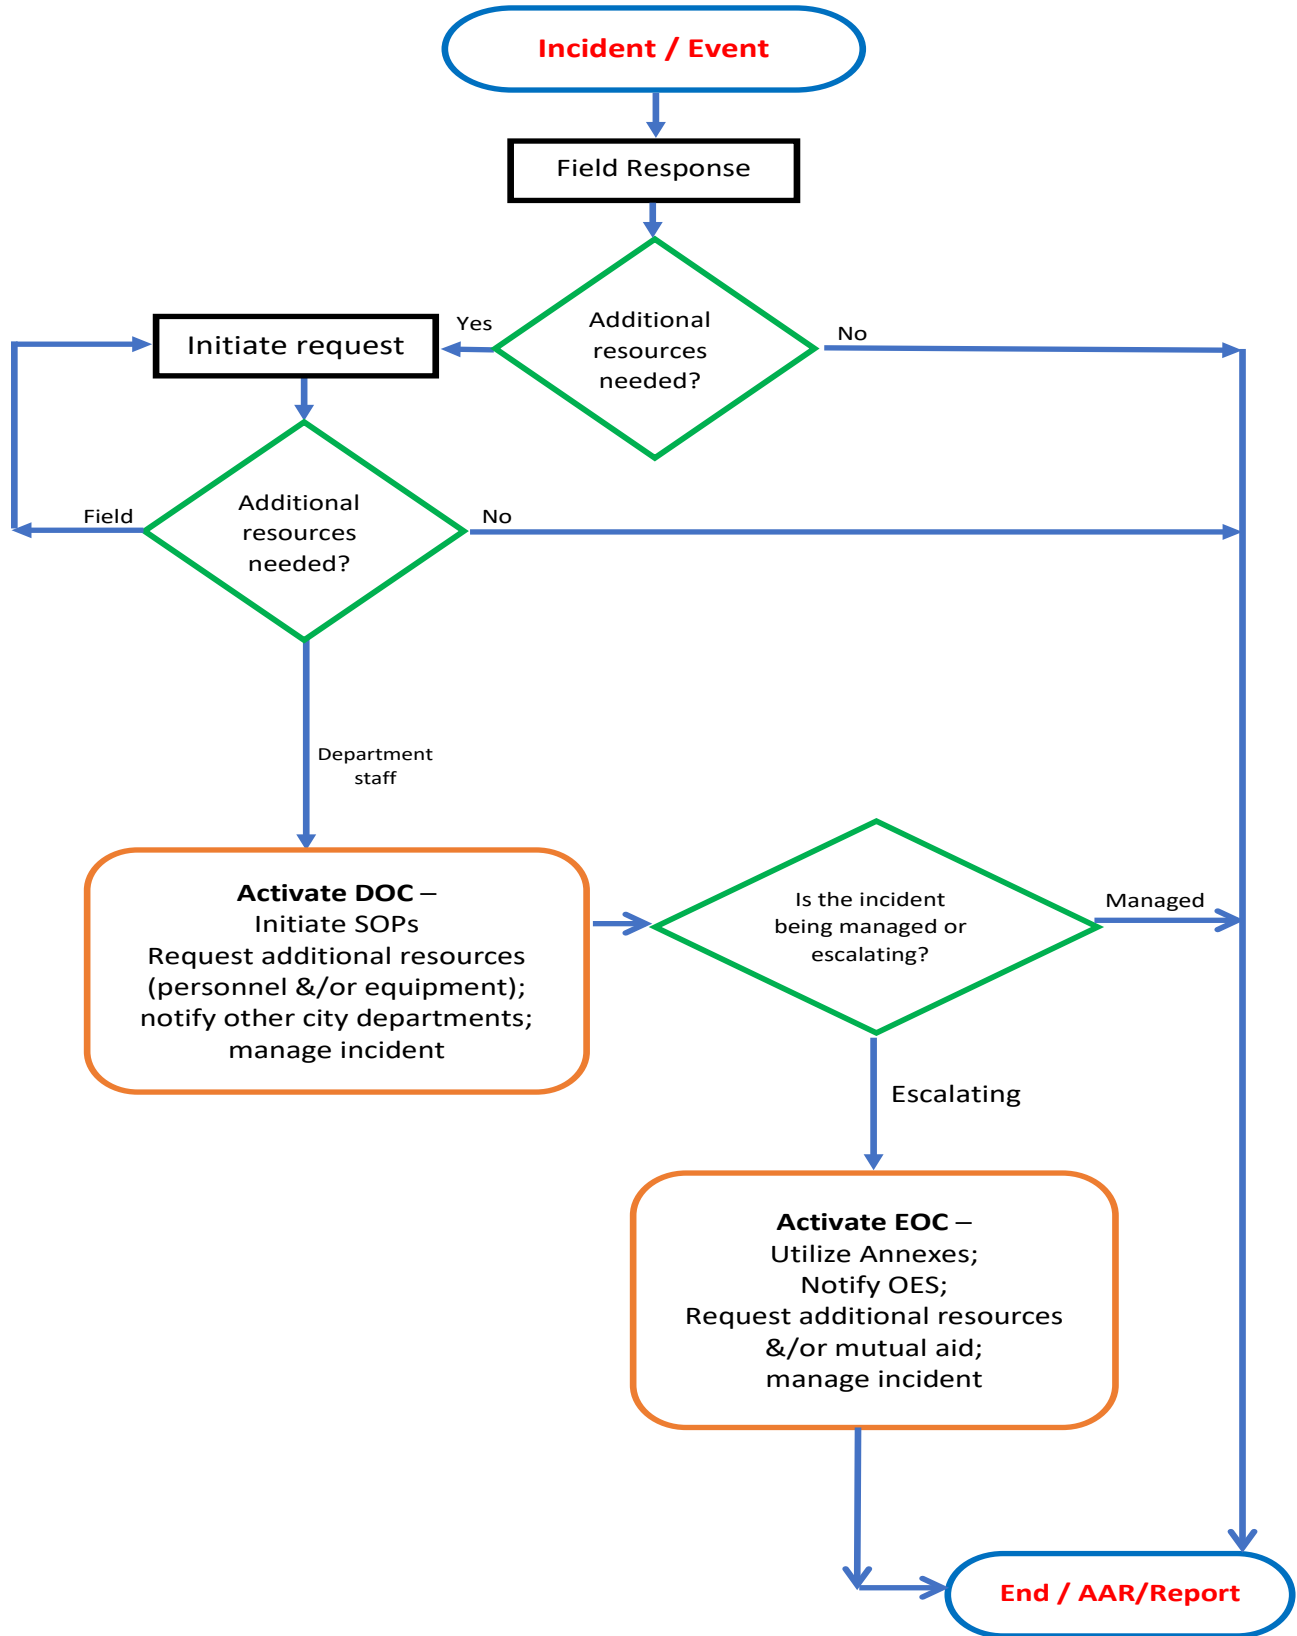 Incident / Event
Field Response
Additional
resources
needed?
Yes
No
Initiate request
Additional
resources
needed?
Field
No
Department
staff
Activate DOC –
Initiate SOPs
Request additional resources
(personnel &/or equipment);
notify other city departments;
manage incident
Is the incident
being managed or
escalating?
Managed
Escalating
Activate EOC –
Utilize Annexes;
Notify OES;
Request additional resources
&/or mutual aid;
manage incident
End / AAR/Report